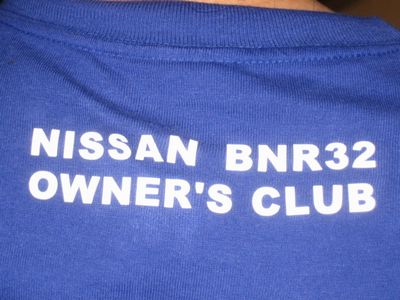 NISSAN BNR32
OWNER'S CLUB